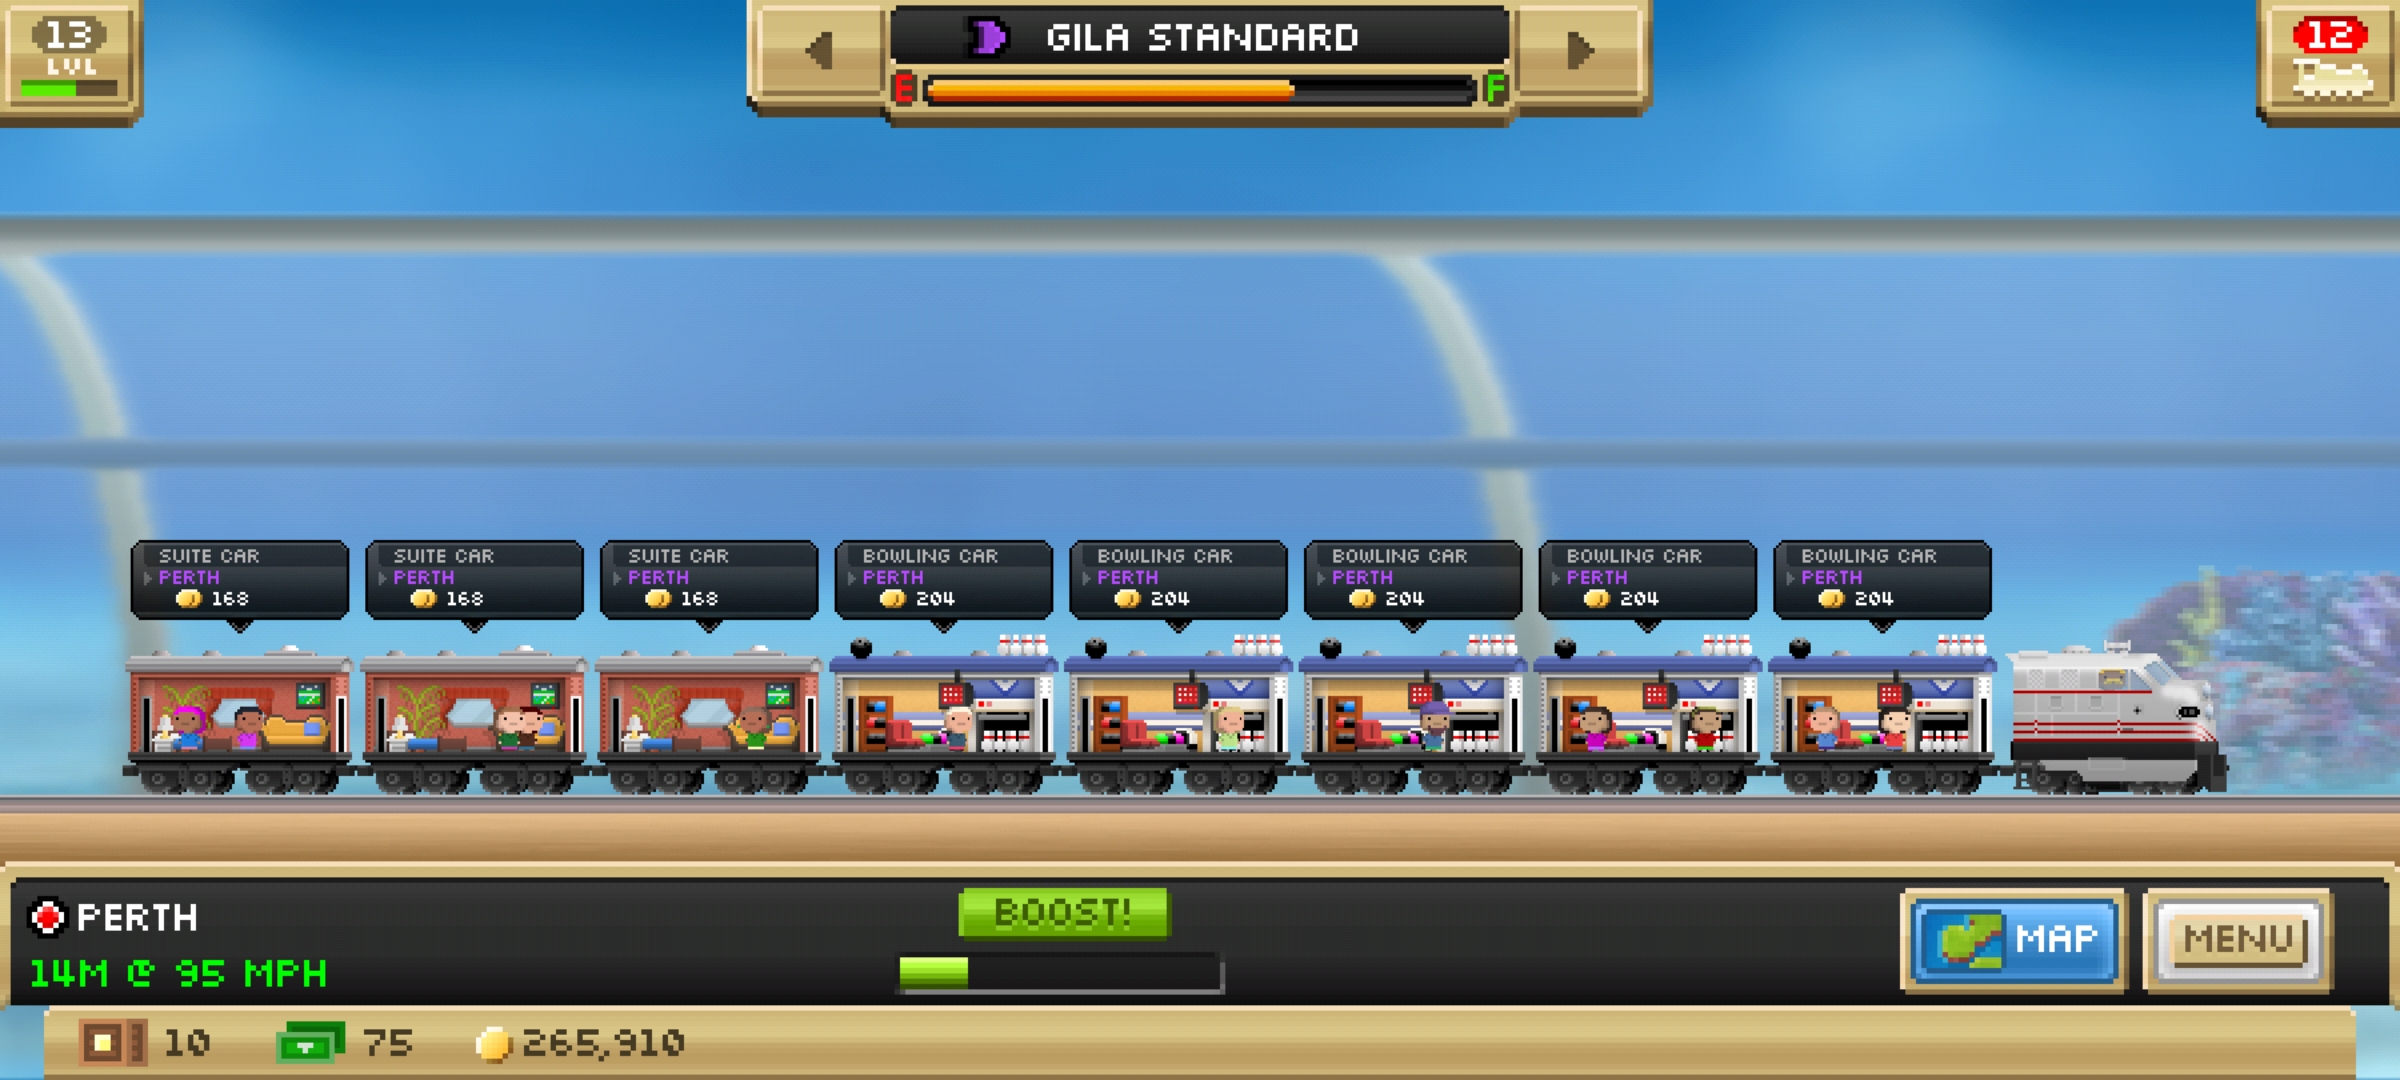 13
LVL
GILA STANDARD
E F
12
SUITE CAR
PERTH
168
SUITE CAR
PERTH
168
SUITE CAR
PERTH
168
BOWLING CAR
PERTH
204
BOWLING CAR
PERTH
204
BOWLING CAR
PERTH
204
BOWLING CAR
PERTH
204
BOWLING CAR
PERTH
204
PERTH
14M @ 95 MPH
BOOST!
MAP
MENU
10
75
265,910